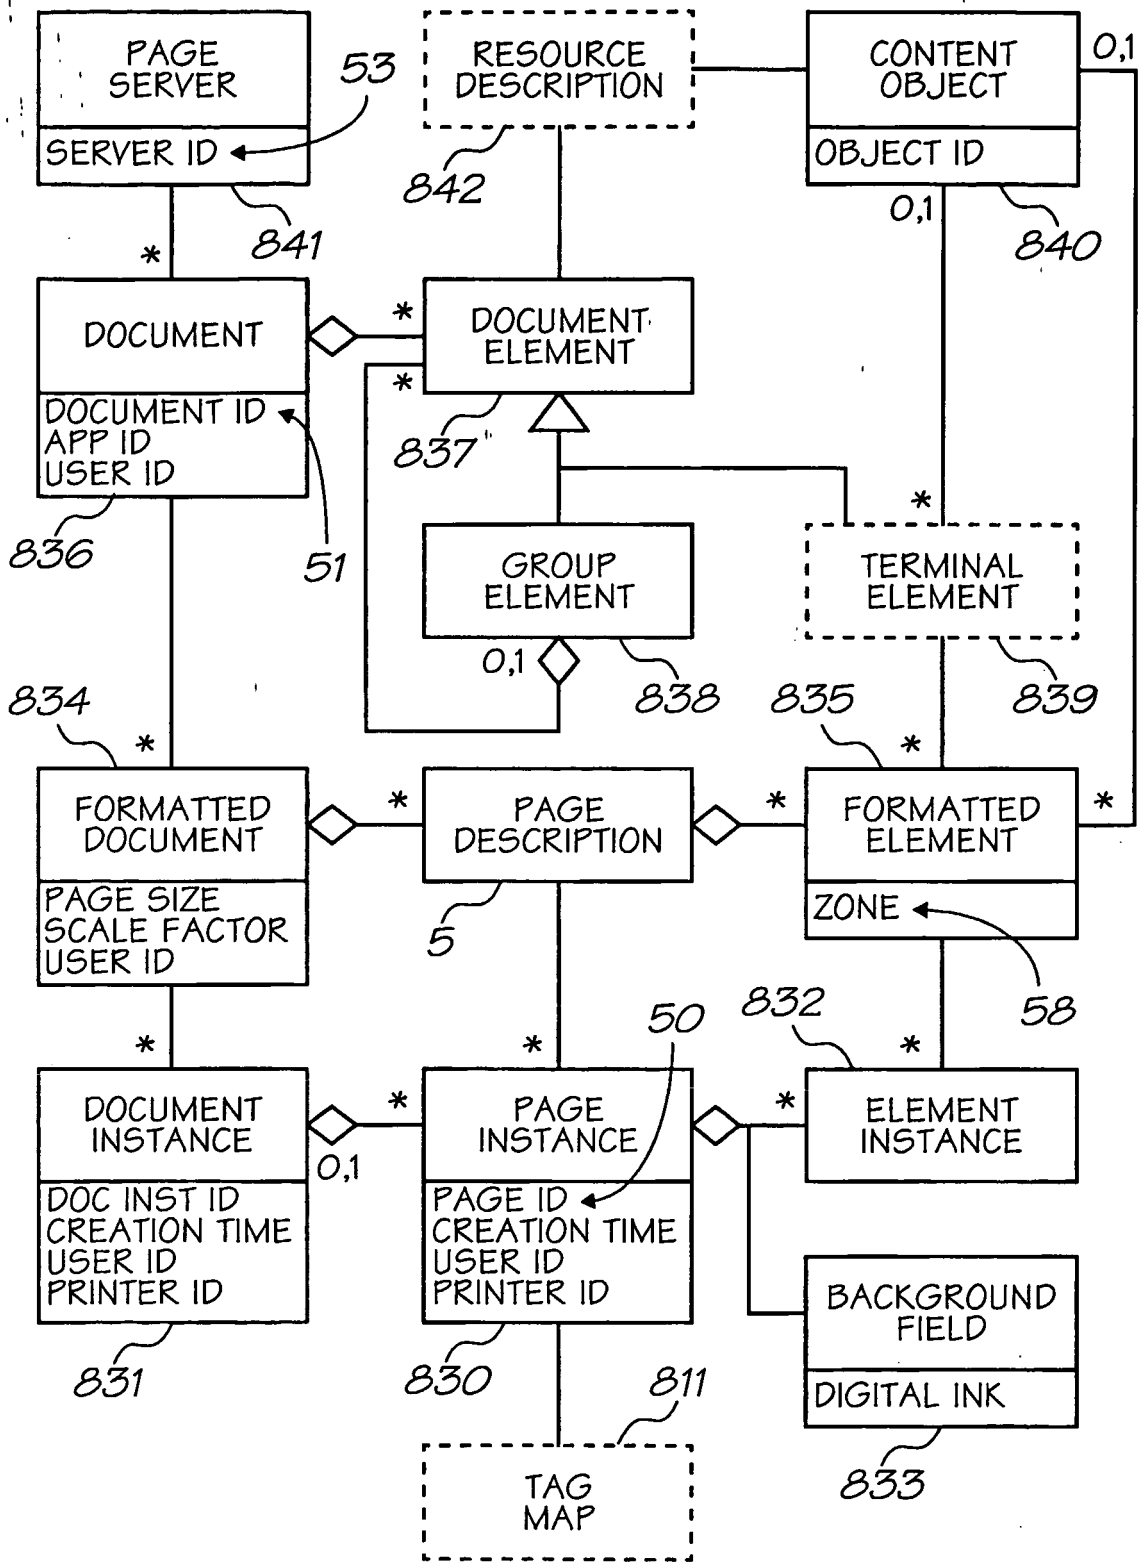 PAGE
SERVER
SERVER ID
53
841
*
RESOURCE
DESCRIPTION
842
CONTENT
OBJECT
OBJECT ID
0,1
0,1
840
DOCUMENT
DOCUMENT ID
APP ID
USER ID
836
51
*
*
DOCUMENT
ELEMENT
837
GROUP
ELEMENT
0,1
838
*
TERMINAL
ELEMENT
839
834
*
FORMATTED
DOCUMENT
PAGE SIZE
SCALE FACTOR
USER ID
*
PAGE
DESCRIPTION
5
*
835
*
FORMATTED
ELEMENT
ZONE
*
58
*
DOCUMENT
INSTANCE
0,1
DOC INST ID
CREATION TIME
USER ID
PRINTER ID
831
*
*
50
PAGE
INSTANCE
PAGE ID
CREATION TIME
USER ID
PRINTER ID
830
832
*
*
ELEMENT
INSTANCE
BACKGROUND
FIELD
DIGITAL INK
833
811
TAG
MAP